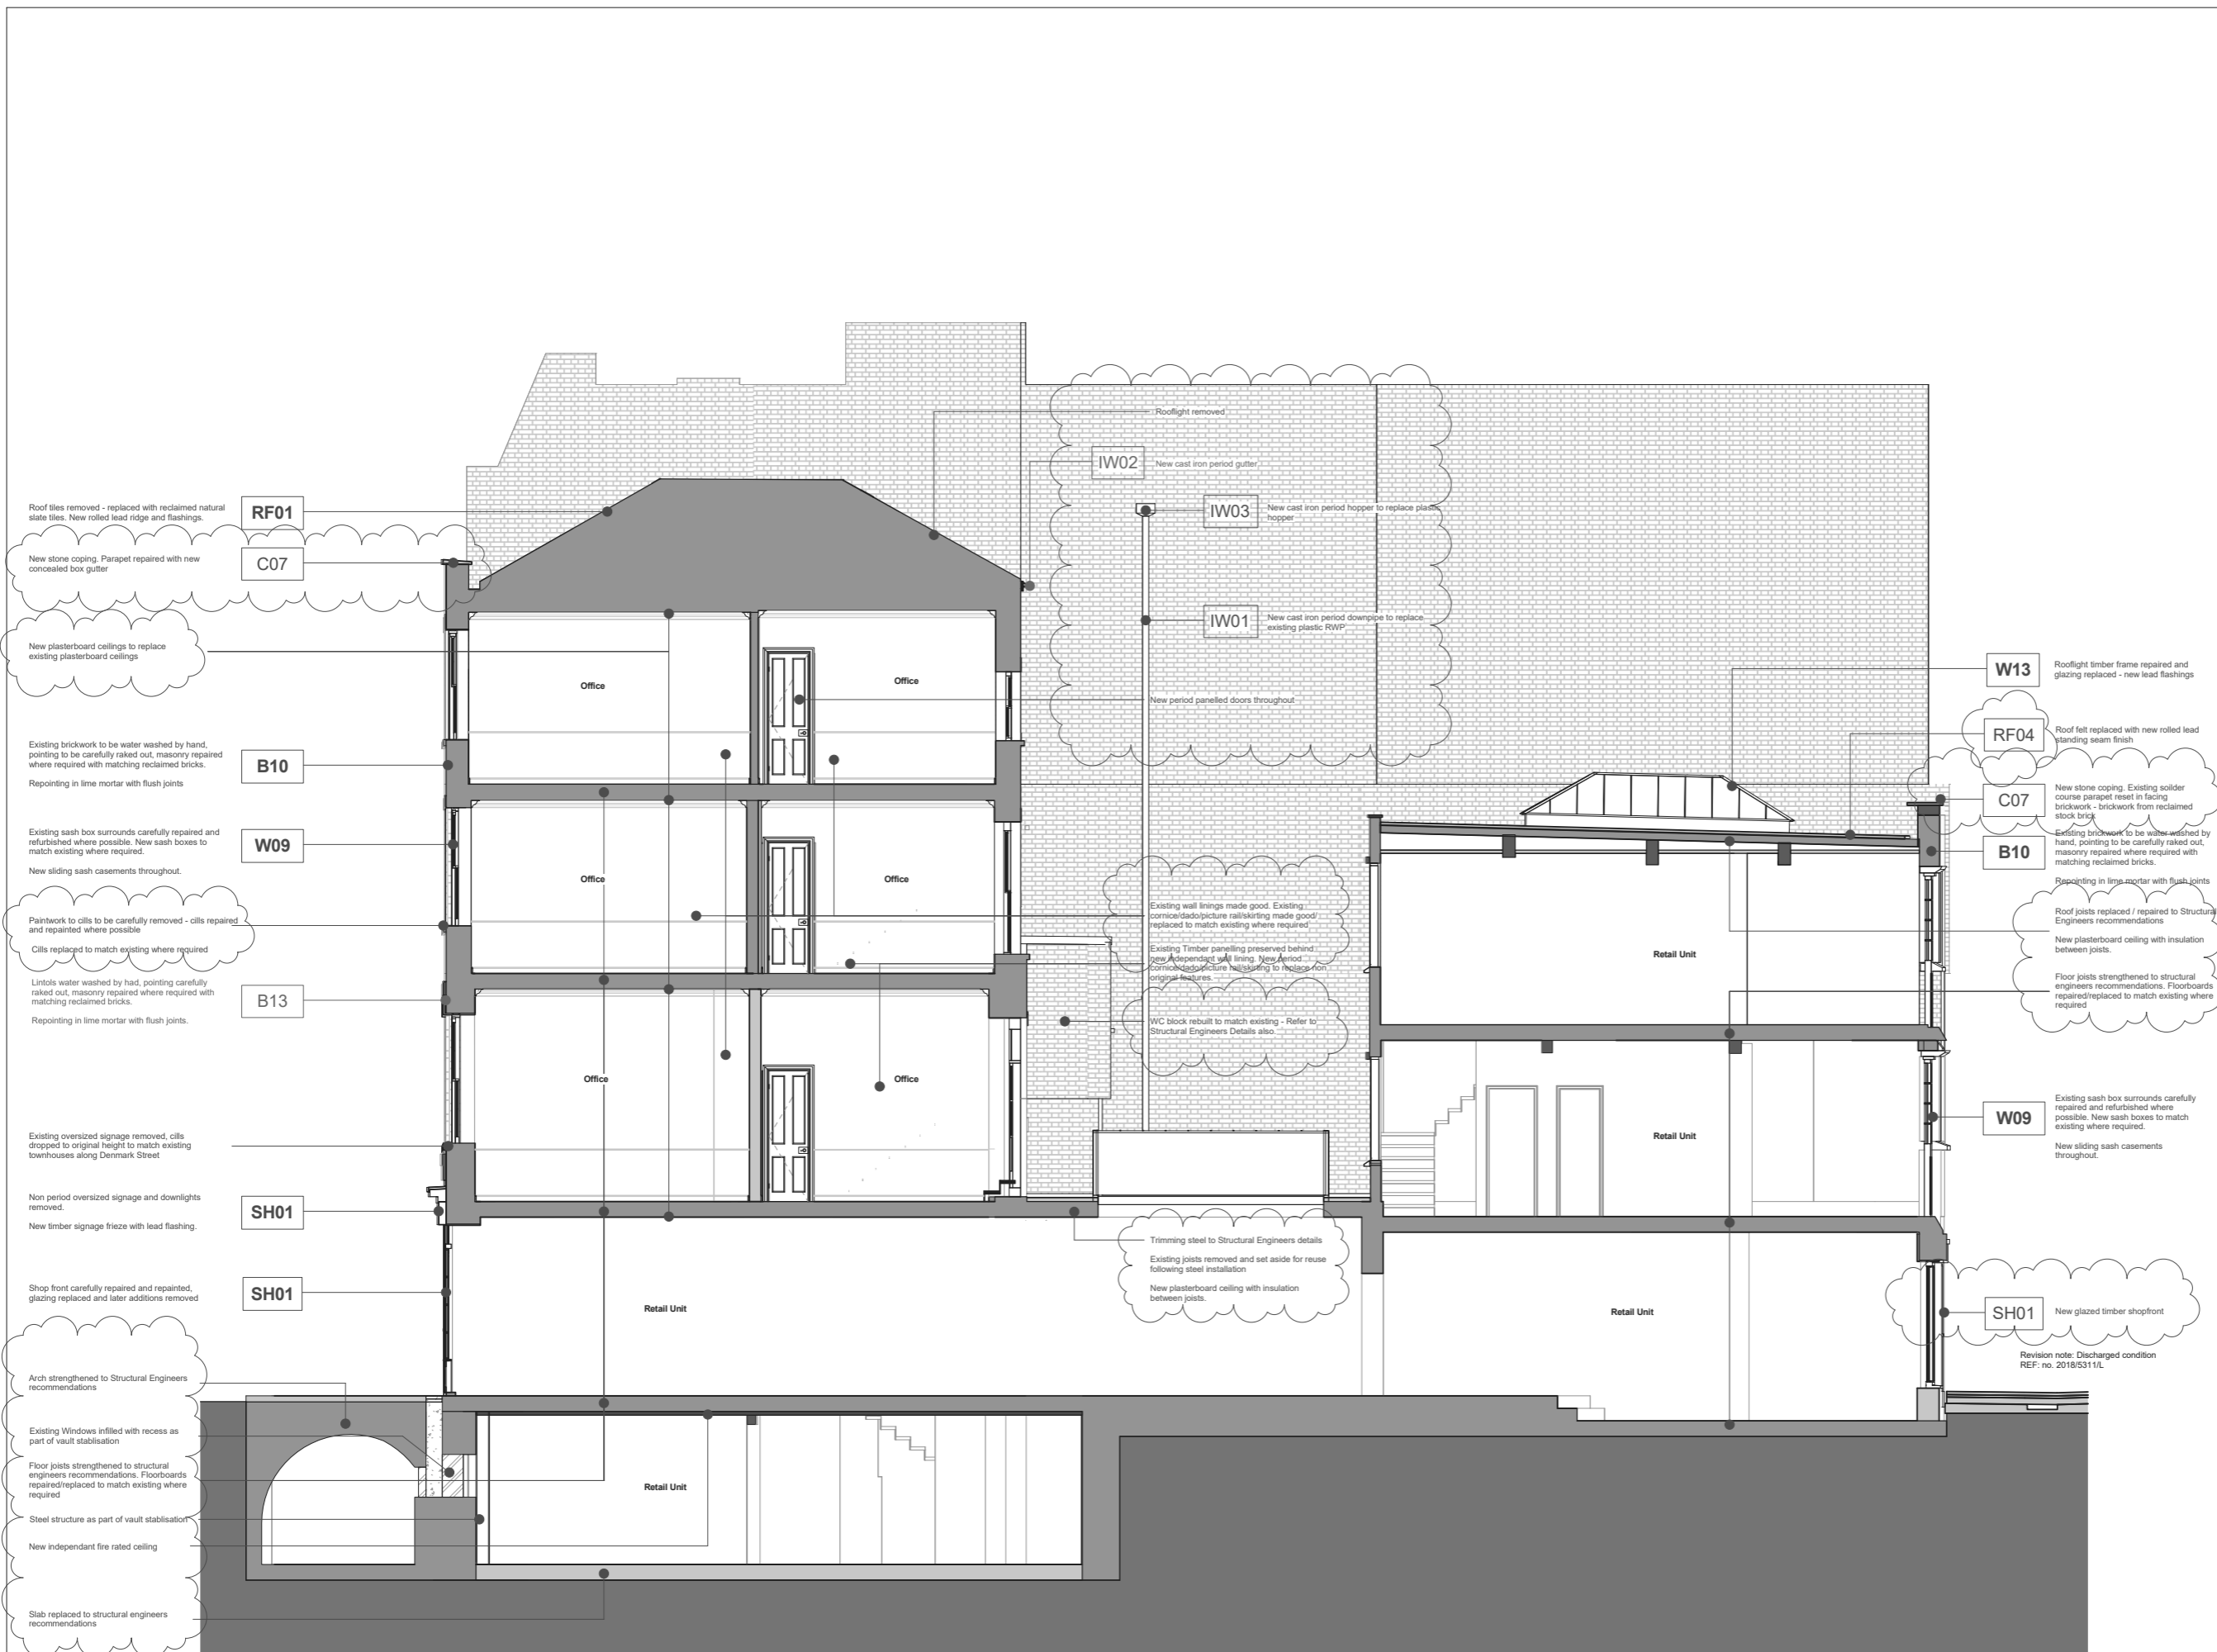 Rooflight removed
IW02
New cast iron period gutter
Roof tiles removed - replaced with reclaimed natural
slate tiles. New rolled lead ridge and flashings.
RF01
IW03
New cast iron period hopper to replace plastic
hopper
New stone coping. Parapet repaired with new
concealed box gutter
C07
IW01
New cast iron period downpipe to replace
existing plastic RWP
New plasterboard ceilings to replace
existing plasterboard ceilings
Office
Office
New period panelled doors throughout
W13
Rooflight timber frame repaired and
glazing replaced - new lead flashings
RF04
Roof felt replaced with new rolled lead
standing seam finish
Existing brickwork to be water washed by hand,
pointing to be carefully raked out, masonry repaired
where required with matching reclaimed bricks.
Repointing in lime mortar with flush joints
B10
C07
New stone coping. Existing soilder
course parapet reset in facing
brickwork - brickwork from reclaimed
stock brick
Existing sash box surrounds carefully repaired and
refurbished where possible. New sash boxes to
match existing where required.
New sliding sash casements throughout.
W09
B10
Existing brickwork to be water washed by
hand, pointing to be carefully raked out,
masonry repaired where required with
matching reclaimed bricks.
Repointing in lime mortar with flush joints
Office
Office
Paintwork to cills to be carefully removed - cills repaired
and repainted where possible
Cills replaced to match existing where required
Existing wall linings made good. Existing
cornice/dado/picture rail/skirting made good/
replaced to match existing where required
Existing Timber panelling preserved behind
new independant wall lining. New period
cornice/dado/picture rail/skirting to replace non
original features.
Roof joists replaced / repaired to Structural
Engineers recommendations
New plasterboard ceiling with insulation
between joists.
Retail Unit
Floor joists strengthened to structural
engineers recommendations. Floorboards
repaired/replaced to match existing where
required
Lintols water washed by had, pointing carefully
raked out, masonry repaired where required with
matching reclaimed bricks.
Repointing in lime mortar with flush joints.
B13
WC block rebuilt to match existing - Refer to
Structural Engineers Details also
Office
Office
Retail Unit
W09
Existing sash box surrounds carefully
repaired and refurbished where
possible. New sash boxes to match
existing where required.
New sliding sash casements
throughout.
Existing oversized signage removed, cills
dropped to original height to match existing
townhouses along Denmark Street
Non period oversized signage and downlights
removed.
New timber signage frieze with lead flashing.
SH01
Trimming steel to Structural Engineers details
Existing joists removed and set aside for reuse
following steel installation
New plasterboard ceiling with insulation
between joists.
Shop front carefully repaired and repainted,
glazing replaced and later additions removed
SH01
Retail Unit
Retail Unit
SH01
New glazed timber shopfront
Revision note: Discharged condition
REF: no. 2018/5311/L
Arch strengthened to Structural Engineers
recommendations
Existing Windows infilled with recess as
part of vault stablisation
Floor joists strengthened to structural
engineers recommendations. Floorboards
repaired/replaced to match existing where
required
Retail Unit
Steel structure as part of vault stablisation
New independant fire rated ceiling
Slab replaced to structural engineers
recommendations